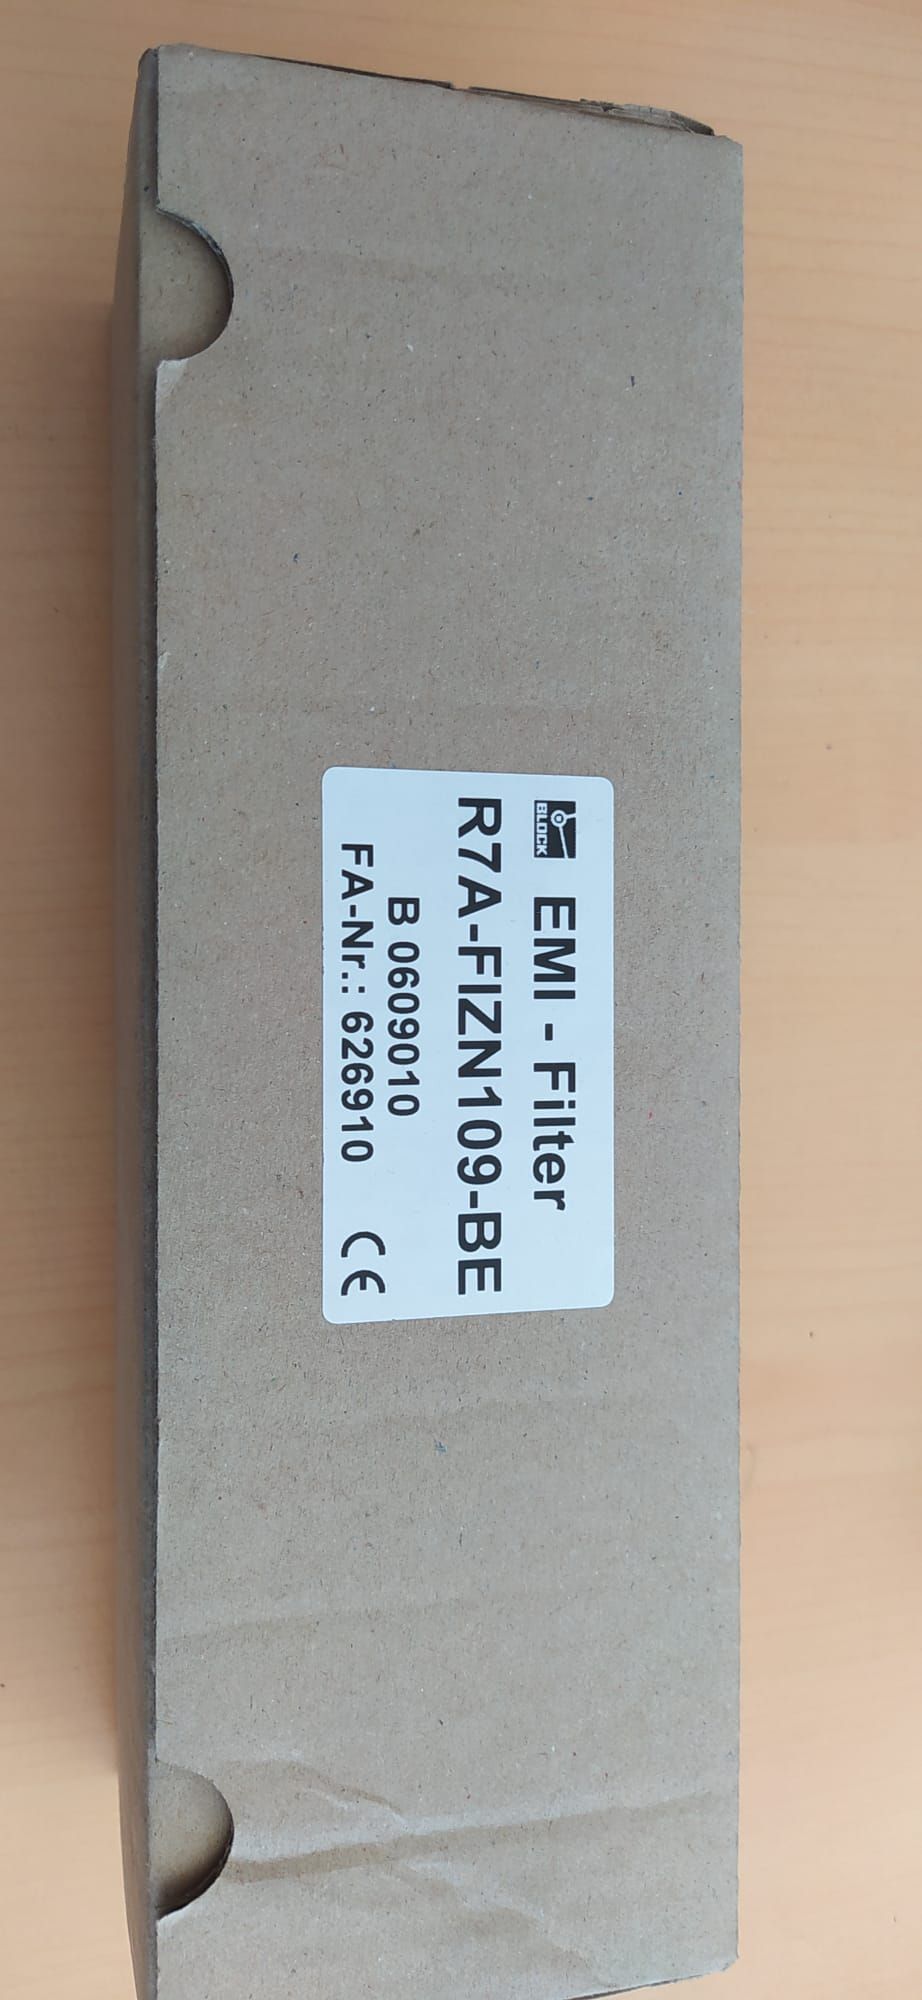 BLOCK EMI - Filter
R7A-FIZN109-BE
B 0609010
FA-Nr.: 626910 CE